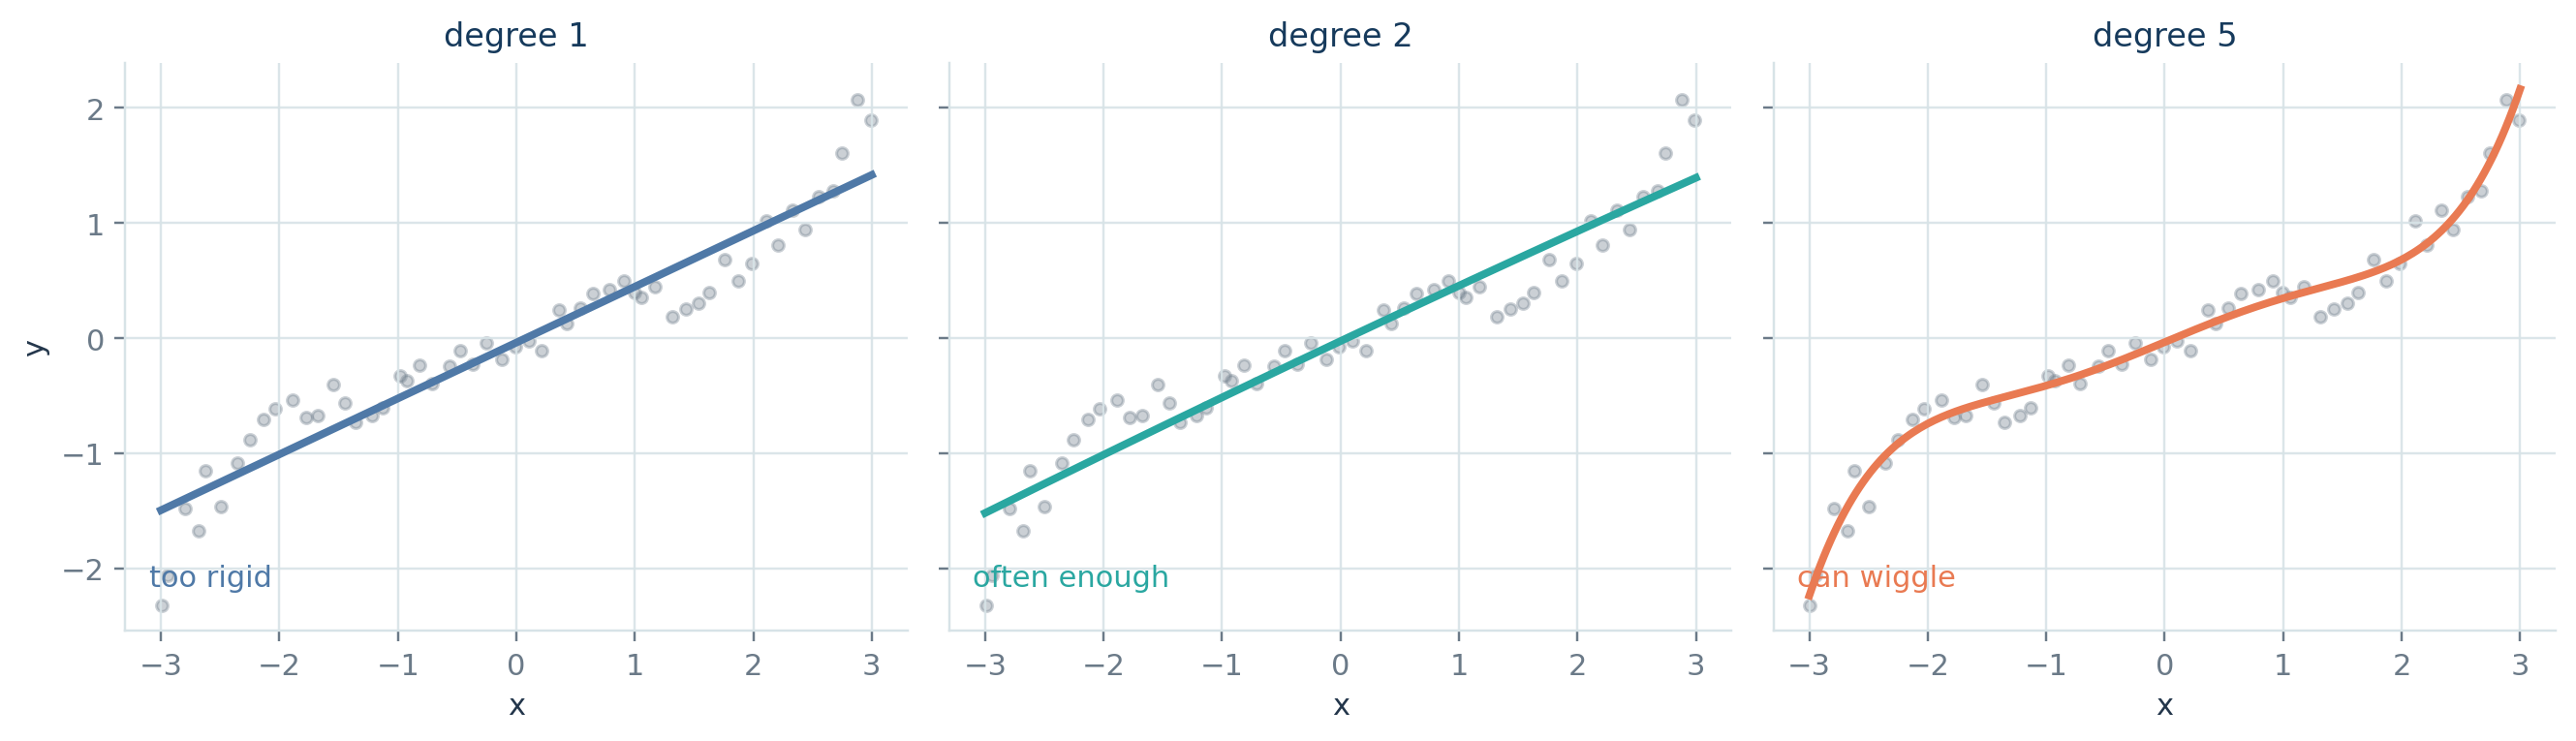 degree 1
degree 2
degree 5
2
1
0
−1
−2
y
too rigid
often enough
can wiggle
−3 −2 −1 0 1 2 3
−3 −2 −1 0 1 2 3
−3 −2 −1 0 1 2 3
x
x
x